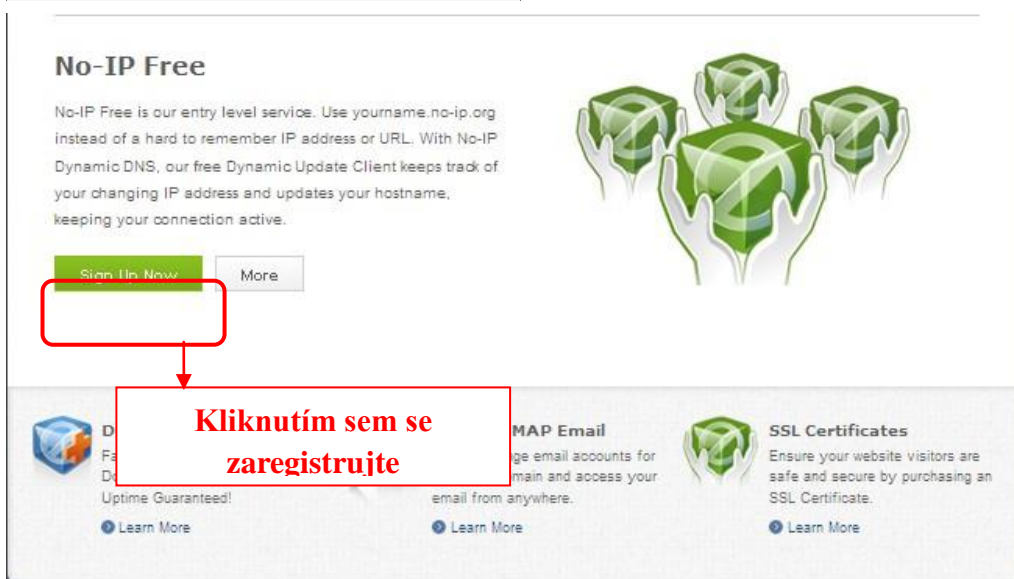 No-IP Free
No-IP Free is our entry level service. Use yourname.no-ip.org
instead of a hard to remember IP address or URL. With No-IP
Dynamic DNS, our free Dynamic Update Client keeps track of
your changing IP address and updates your hostname,
keeping your connection active.
Sign Up Now
More
Kliknutím sem se
zaregistrujte
MAP Email
email accounts for
and access your
email from anywhere.
Learn More
Uptime Guaranteed!
Learn More
SSL Certificates
Ensure your website visitors are
safe and secure by purchasing an
SSL Certificate.
Learn More